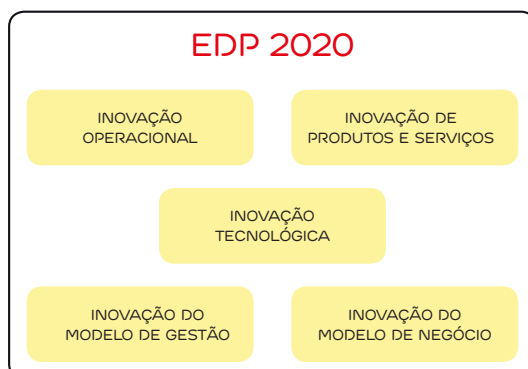 EDP 2020
INOVAÇÃO
OPERACIONAL
INOVAÇÃO DE
PRODUTOS E SERVIÇOS
INOVAÇÃO
TECNOLÓGICA
INOVAÇÃO DO
MODELO DE GESTÃO
INOVAÇÃO DO
MODELO DE NEGÓCIO